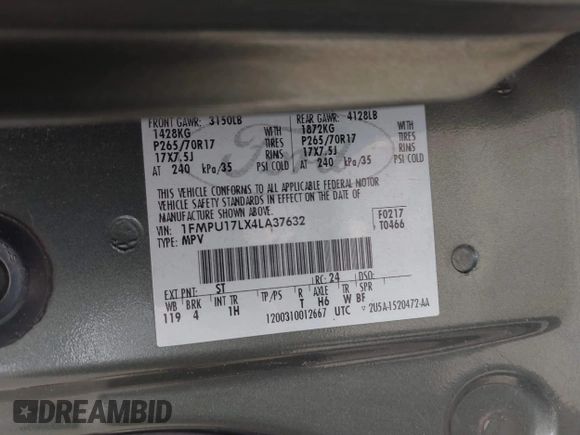 FRONT GAWR: 3150LB REAR GAWR: 4128LB
1428KG WITH 1872KG WITH
P265/70R17 TIRES P265/70R17 TIRES
17X7.5J RIMS 17X7.5J RIMS
AT 240 kPa/35 PSI COLD AT 240 kPa/35 PSI COLD
Ford
THIS VEHICLE CONFORMS TO ALL APPLICABLE FEDERAL MOTOR
VEHICLE SAFETY STANDARDS IN EFFECT ON THE DATE OF
MANUFACTURE SHOWN ABOVE.
VIN: 1FMPU17LX4LA37632 F0217
TYPE: MPV T0466
EXT PNT: ST RC: 24 DSO:
WB BRK INT TR TP/PS R AXLE TR SPR
119 4 1H T H6 W BF
1200310012667 UTC V 2U5A-1520472-AA
DREAMBID